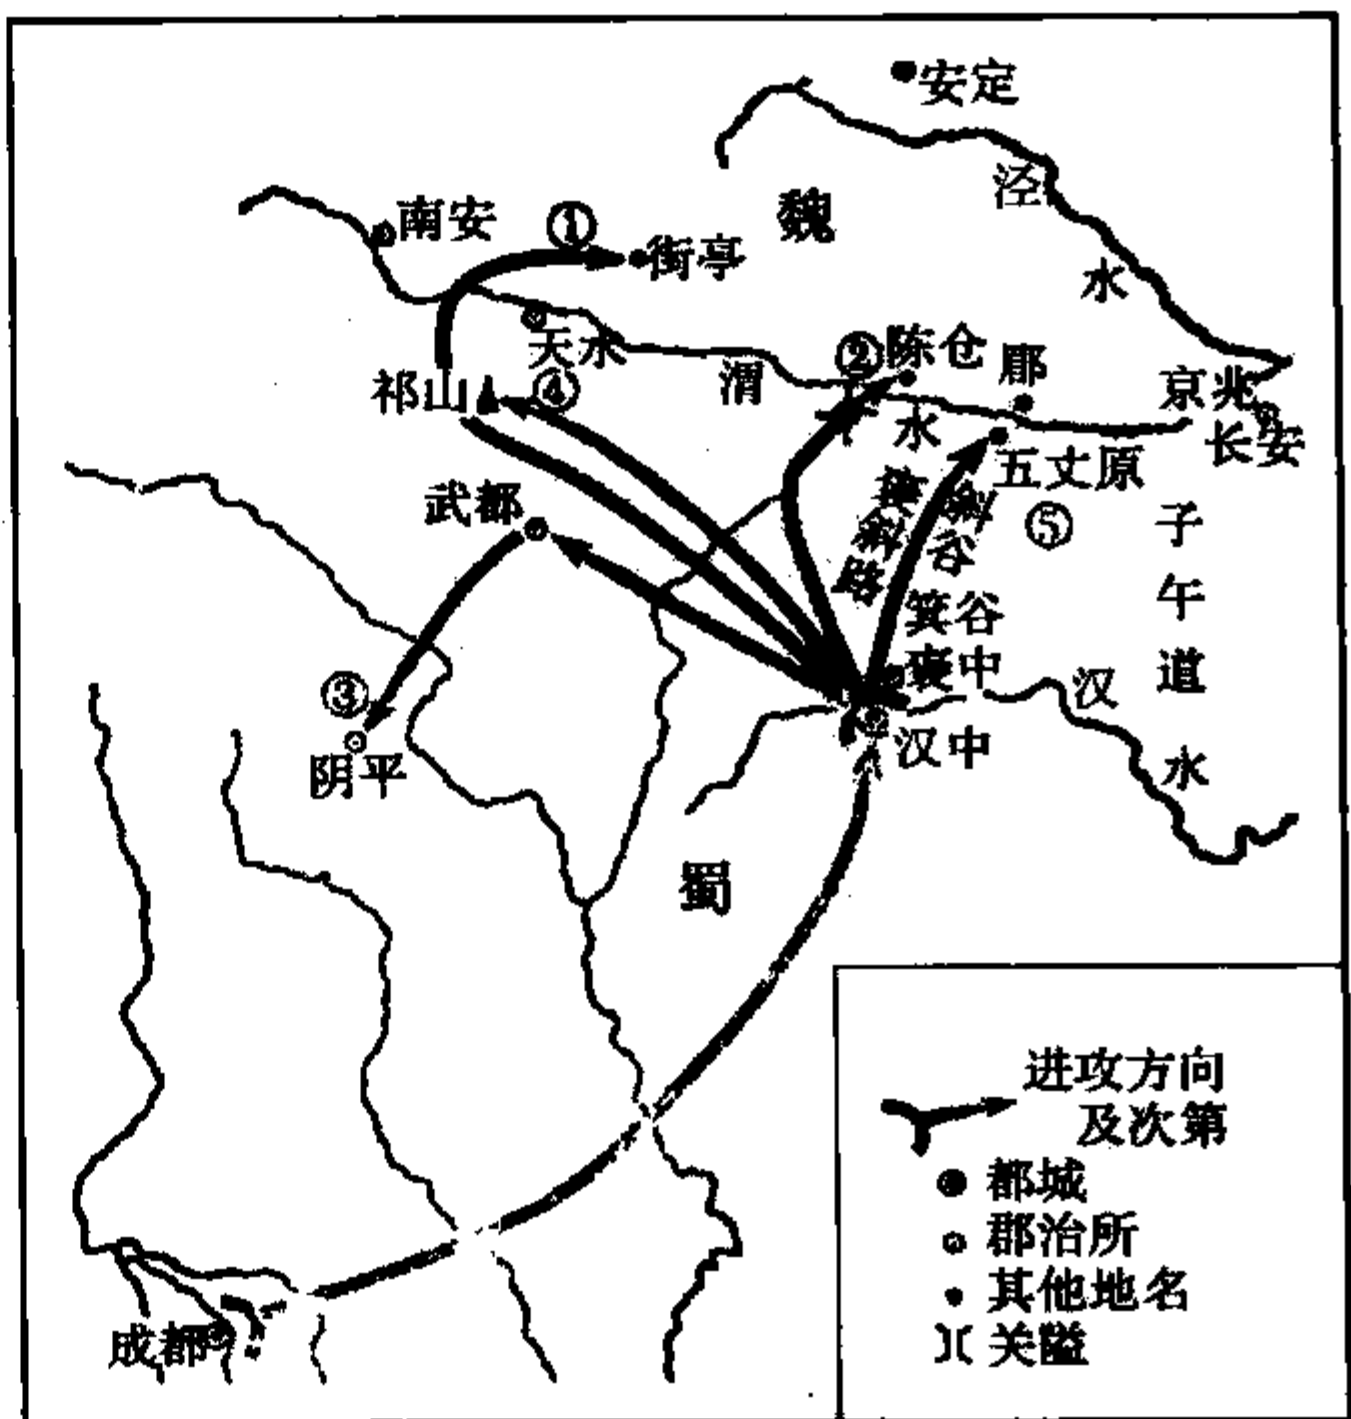 安定
泾水
魏
南安
①
街亭
天水
④
祁山
渭水
②
陈仓
郿
京兆
长安
五丈原
⑤
斜谷
箕谷
褒中
汉中
子午道
汉水
武都
③
阴平
蜀
成都
进攻方向
及次第
都城
郡治所
其他地名
关隘